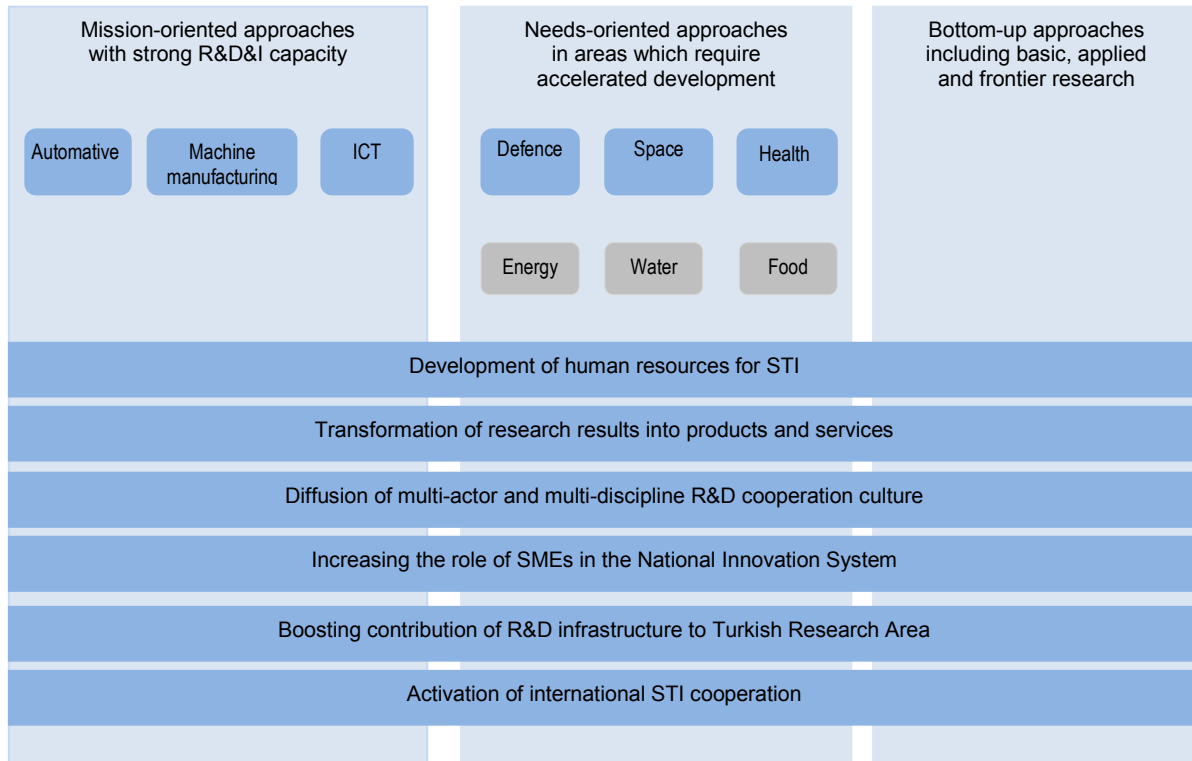 Mission-oriented approaches
with strong R&D&I capacity
Needs-oriented approaches
in areas which require
accelerated development
Bottom-up approaches
including basic, applied
and frontier research
Automative
Machine
manufacturing
ICT
Defence
Space
Health
Energy
Water
Food
Development of human resources for STI
Transformation of research results into products and services
Diffusion of multi-actor and multi-discipline R&D cooperation culture
Increasing the role of SMEs in the National Innovation System
Boosting contribution of R&D infrastructure to Turkish Research Area
Activation of international STI cooperation